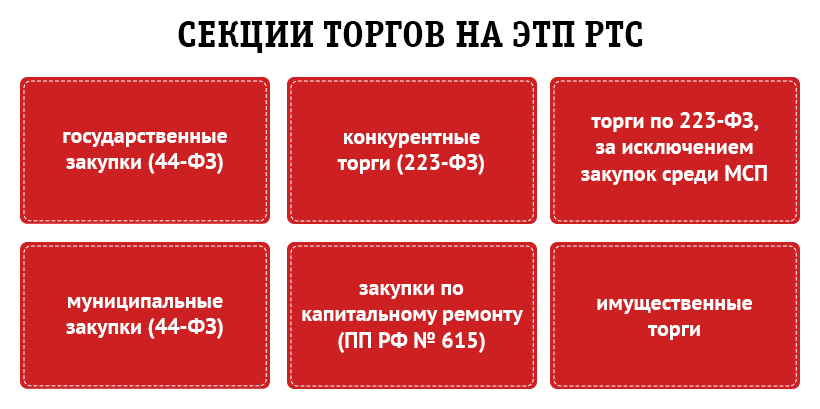 СЕКЦИИ ТОРГОВ НА ЭТП РТС
государственные
закупки (44-ФЗ)
конкурентные
торги (223-ФЗ)
торги по 223-ФЗ,
за исключением
закупок среди МСП
муниципальные
закупки (44-ФЗ)
закупки по
капитальному ремонту
(ПП РФ № 615)
имущественные
торги